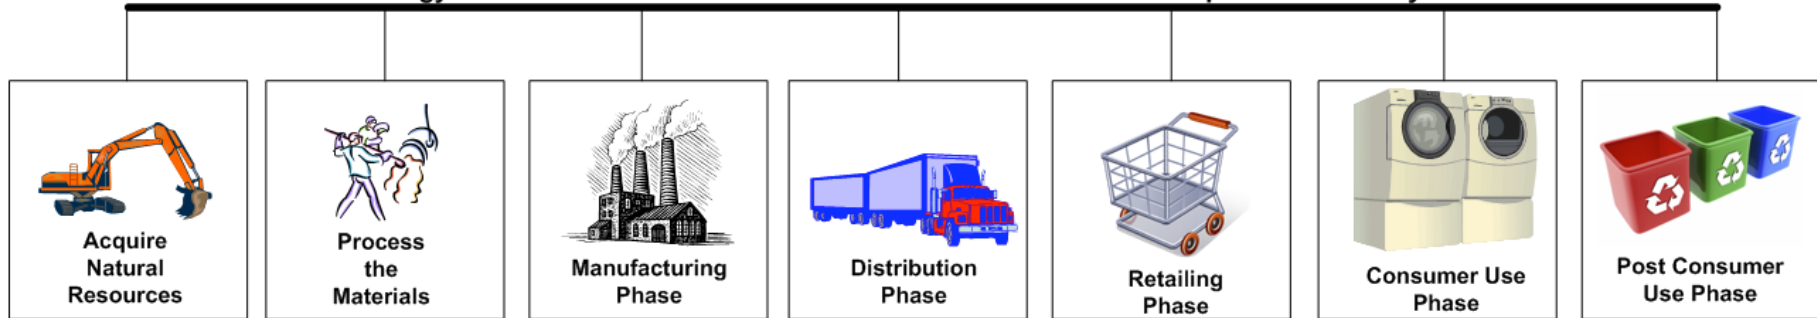 Acquire
Natural
Resources
Process
the
Materials
Manufacturing
Phase
Distribution
Phase
Retailing
Phase
Consumer Use
Phase
Post Consumer
Use Phase